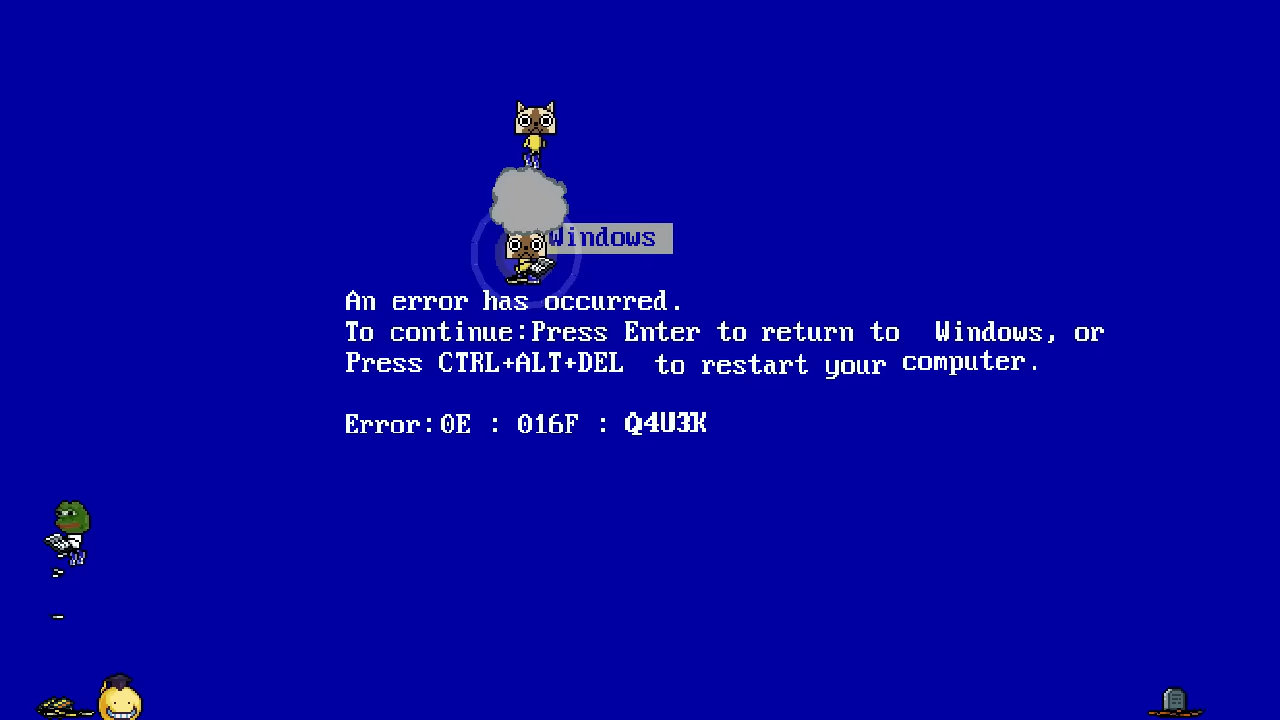 Windows
An error has occurred.
To continue:Press Enter to return to Windows, or
Press CTRL+ALT+DEL to restart your computer.
Error:0E : 016F : Q4U3K